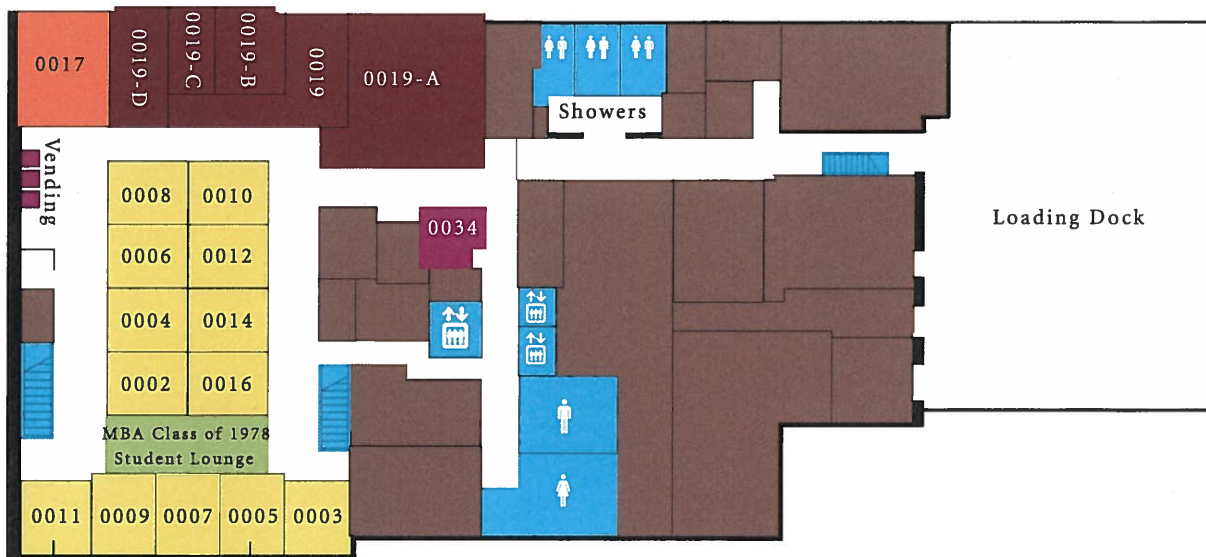 0017
0019-D
0019-C
0019-B
0019
0019-A
Showers
Vending
0008
0010
0034
Loading Dock
0006
0012
0004
0014
0002
0016
MBA Class of 1978
Student Lounge
0011
0009
0007
0005
0003